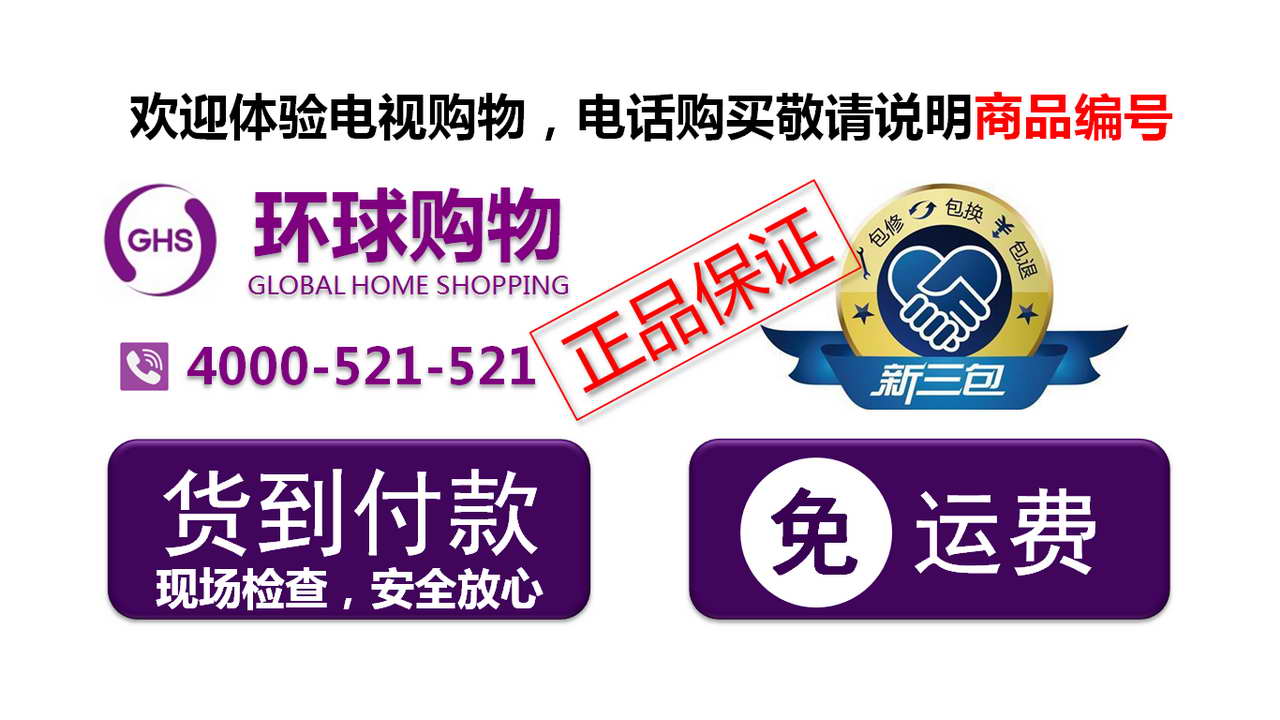 欢迎体验电视购物，电话购买敬请说明商品编号
GHS
环球购物
GLOBAL HOME SHOPPING
4000-521-521
正品保证
包修 包换 包退
新三包
货到付款
现场检查，安全放心
免运费